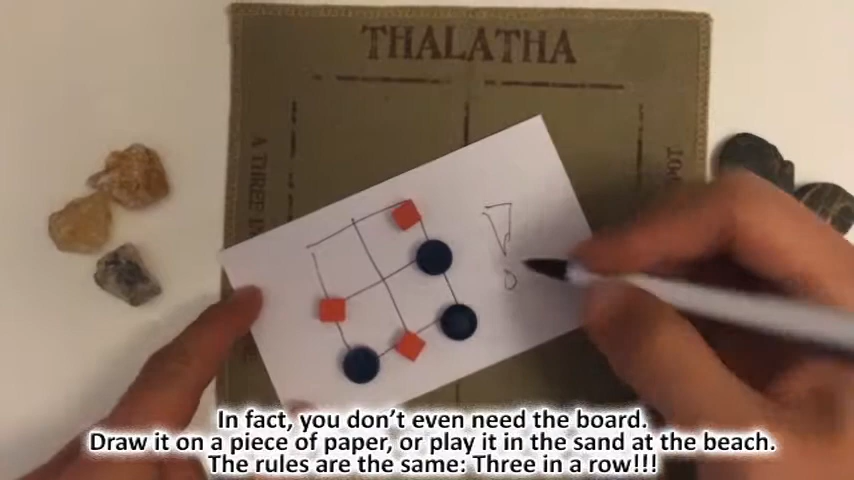 THALATHA
In fact, you don't even need the board.
Draw it on a piece of paper, or play it in the sand at the beach.
The rules are the same: Three in a row!!!